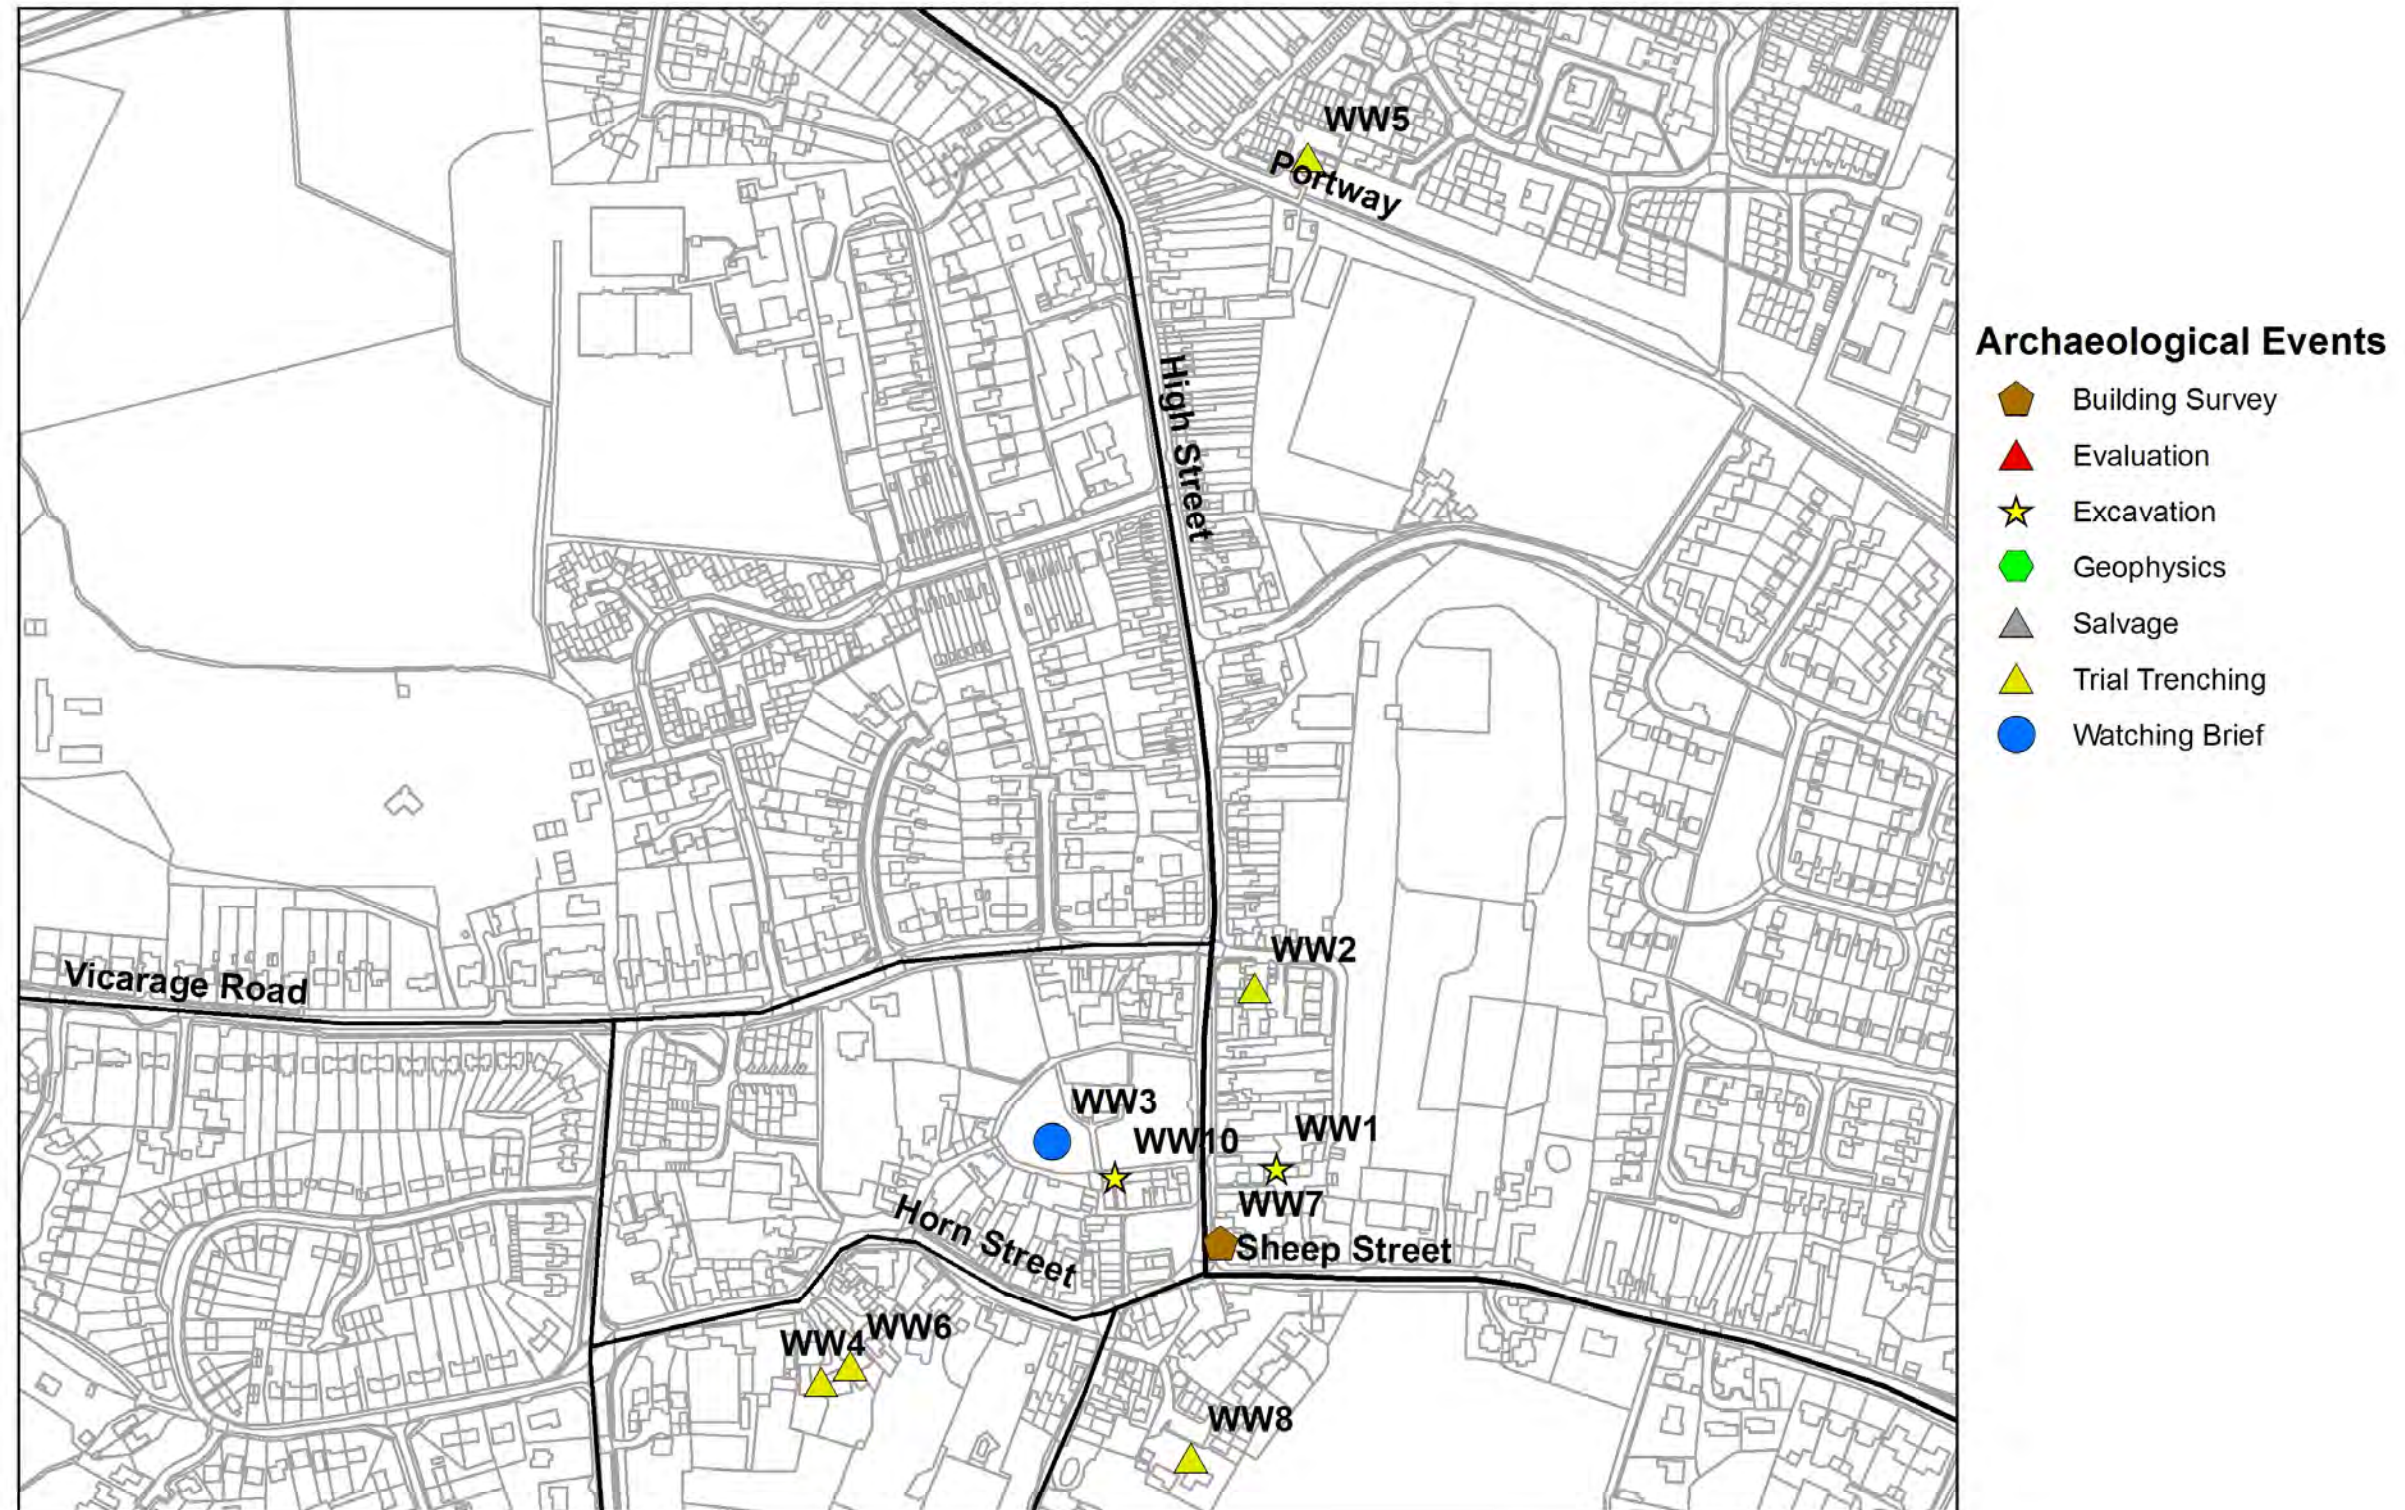 WW5
Portway
High Street
WW2
Vicarage Road
WW3
WW10
WW1
WW7
Horn Street
Sheep Street
WW6
WW4
WW8
Archaeological Events
Building Survey
Evaluation
Excavation
Geophysics
Salvage
Trial Trenching
Watching Brief